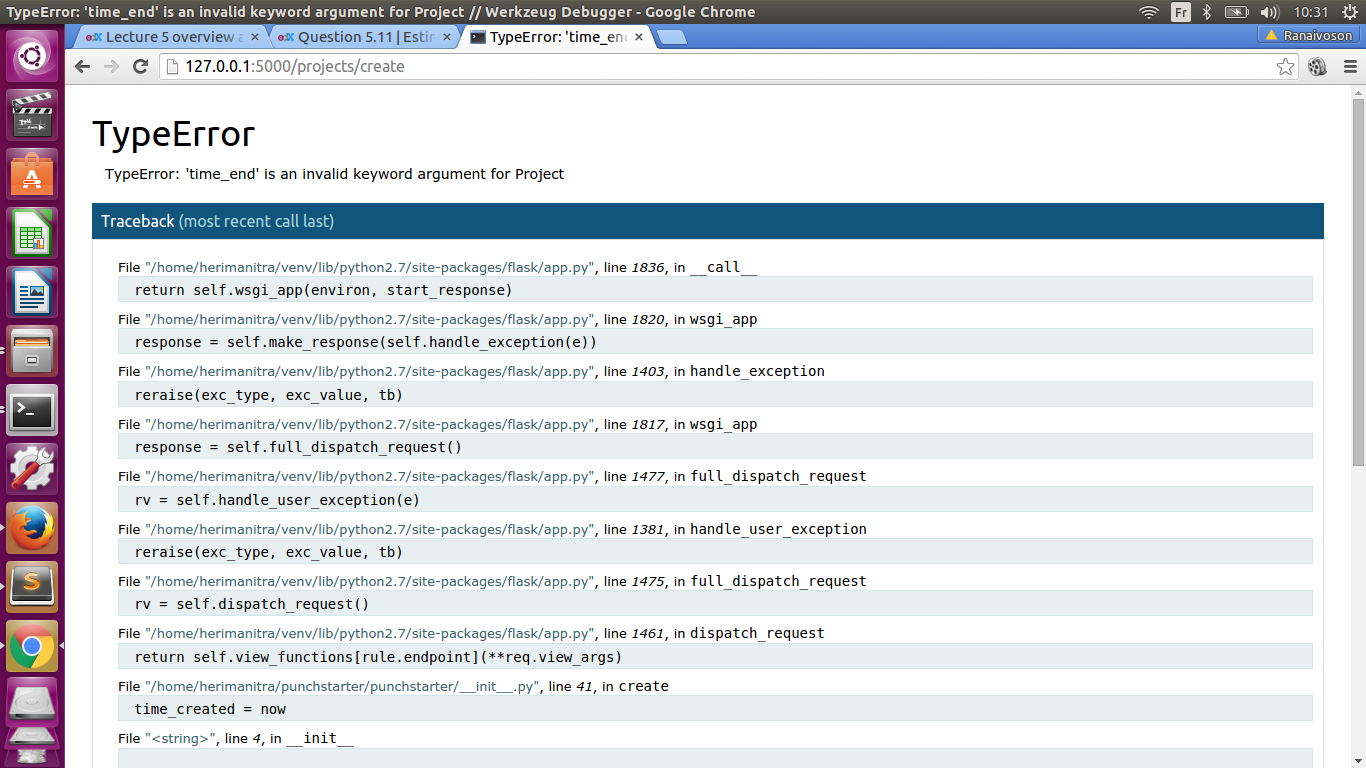 TypeError: 'time_end' is an invalid keyword argument for Project // Werkzeug Debugger - Google Chrome
Fr
10:31
Lecture 5 overview a
Question 5.11 | Estim
TypeError: 'time_en
Ranaivoson
127.0.0.1:5000/projects/create
TypeError
TypeError: 'time_end' is an invalid keyword argument for Project
Traceback (most recent call last)
File "/home/herimanitra/venv/lib/python2.7/site-packages/flask/app.py", line 1836, in __call__
return self.wsgi_app(environ, start_response)
File "/home/herimanitra/venv/lib/python2.7/site-packages/flask/app.py", line 1820, in wsgi_app
response = self.make_response(self.handle_exception(e))
File "/home/herimanitra/venv/lib/python2.7/site-packages/flask/app.py", line 1403, in handle_exception
reraise(exc_type, exc_value, tb)
File "/home/herimanitra/venv/lib/python2.7/site-packages/flask/app.py", line 1817, in wsgi_app
response = self.full_dispatch_request()
File "/home/herimanitra/venv/lib/python2.7/site-packages/flask/app.py", line 1477, in full_dispatch_request
rv = self.handle_user_exception(e)
File "/home/herimanitra/venv/lib/python2.7/site-packages/flask/app.py", line 1381, in handle_user_exception
reraise(exc_type, exc_value, tb)
File "/home/herimanitra/venv/lib/python2.7/site-packages/flask/app.py", line 1475, in full_dispatch_request
rv = self.dispatch_request()
File "/home/herimanitra/venv/lib/python2.7/site-packages/flask/app.py", line 1461, in dispatch_request
return self.view_functions[rule.endpoint](**req.view_args)
File "/home/herimanitra/punchstarter/punchstarter/__init__.py", line 41, in create
time_created = now
File "<string>", line 4, in __init__